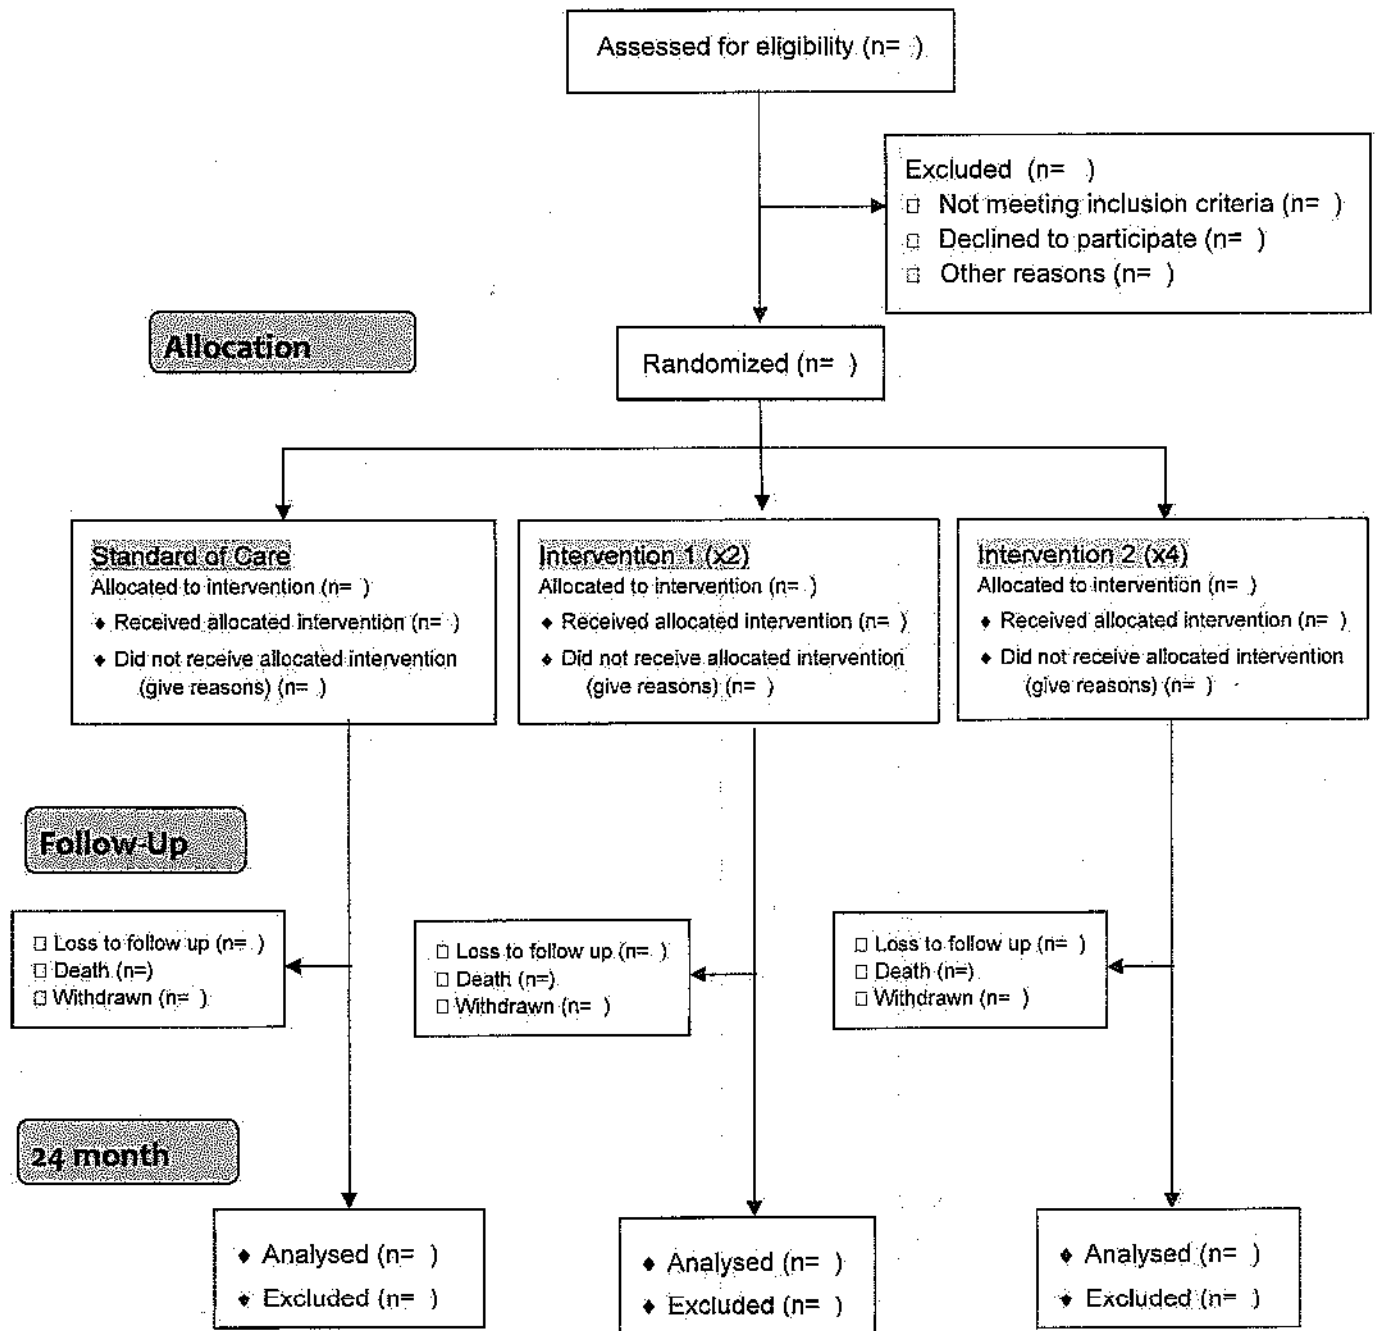 Assessed for eligibility (n= )
Excluded (n= )
□ Not meeting inclusion criteria (n= )
□ Declined to participate (n= )
□ Other reasons (n= )
Allocation
Randomized (n= )
Standard of Care
Allocated to intervention (n= )
♦ Received allocated intervention (n= )
♦ Did not receive allocated intervention
(give reasons) (n= )
Intervention 1 (x2)
Allocated to intervention (n= )
♦ Received allocated intervention (n= )
♦ Did not receive allocated intervention
(give reasons) (n= )
Intervention 2 (x4)
Allocated to intervention (n= )
♦ Received allocated intervention (n= )
♦ Did not receive allocated intervention
(give reasons) (n= )
Follow-Up
□ Loss to follow up (n= )
□ Death (n=)
□ Withdrawn (n= )
□ Loss to follow up (n= )
□ Death (n=)
□ Withdrawn (n= )
□ Loss to follow up (n= )
□ Death (n=)
□ Withdrawn (n= )
24 month
♦ Analysed (n= )
♦ Excluded (n= )
♦ Analysed (n= )
♦ Excluded (n= )
♦ Analysed (n= )
♦ Excluded (n= )